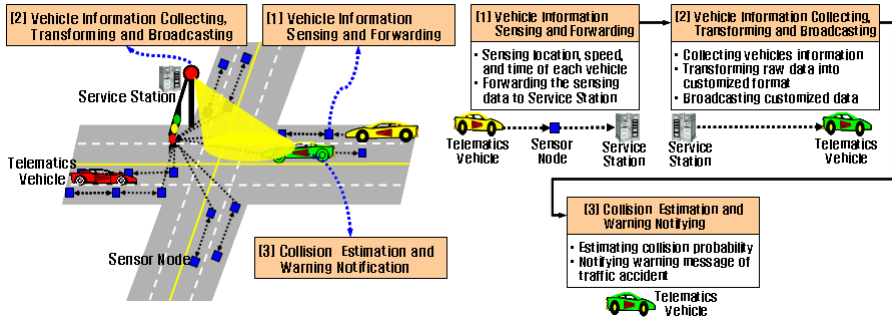 [2] Vehicle Information Collecting,
Transforming and Broadcasting
[1] Vehicle Information
Sensing and Forwarding
Service Station
Telematics
Vehicle
Sensor Node
[3] Collision Estimation and
Warning Notification
[1] Vehicle Information
Sensing and Forwarding
• Sensing location, speed,
and time of each vehicle
• Forwarding the sensing
data to Service Station
[2] Vehicle Information Collecting,
Transforming and Broadcasting
• Collecting vehicles information
• Transforming raw data into
customized format
• Broadcasting customized data
Telematics
Vehicle
Sensor
Node
Service
Station
Service
Station
Telematics
Vehicle
[3] Collision Estimation and
Warning Notifying
• Estimating collision probability
• Notifying warning message of
traffic accident
Telematics
Vehicle